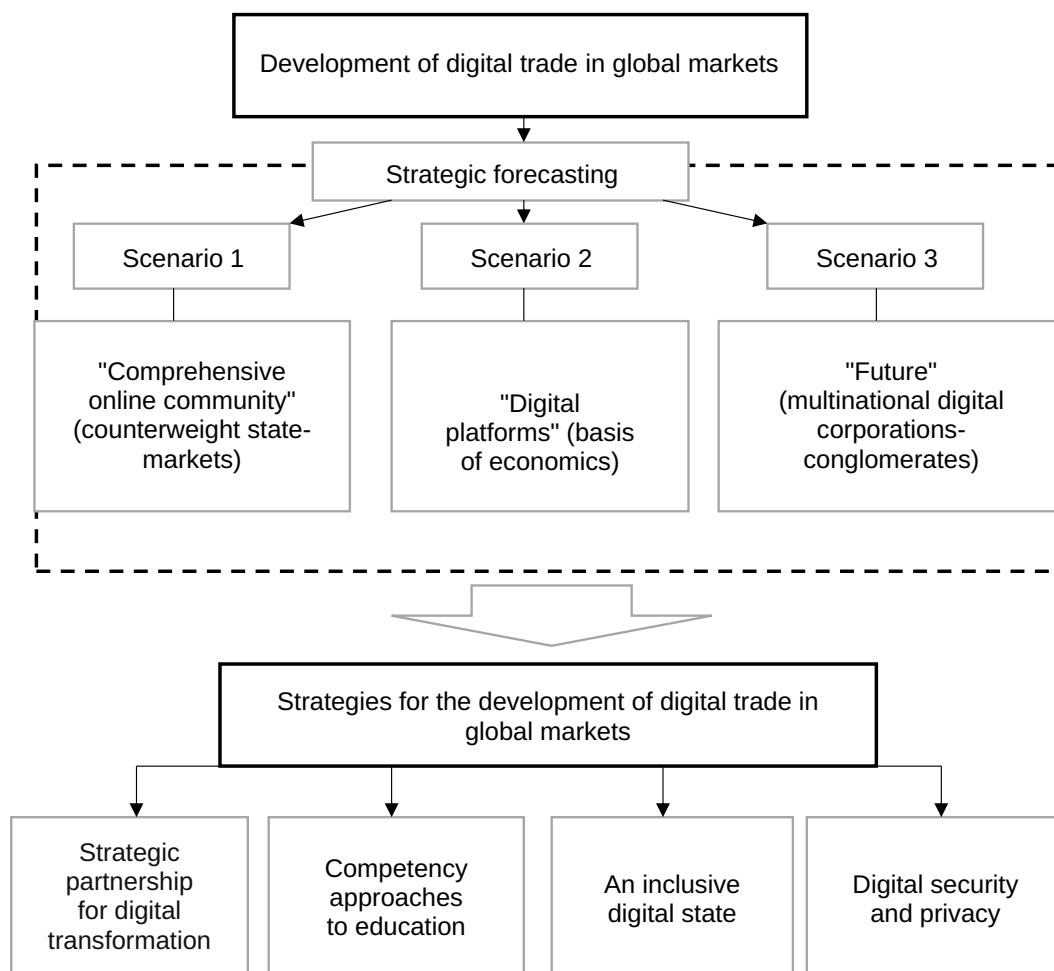 Development of digital trade in global markets
Strategic forecasting
Scenario 1
Scenario 2
Scenario 3
"Comprehensive
online community"
(counterweight state-
markets)
"Digital
platforms" (basis
of economics)
"Future"
(multinational digital
corporations-
conglomerates)
Strategies for the development of digital trade in
global markets
Strategic
partnership
for digital
transformation
Competency
approaches
to education
An inclusive
digital state
Digital security
and privacy